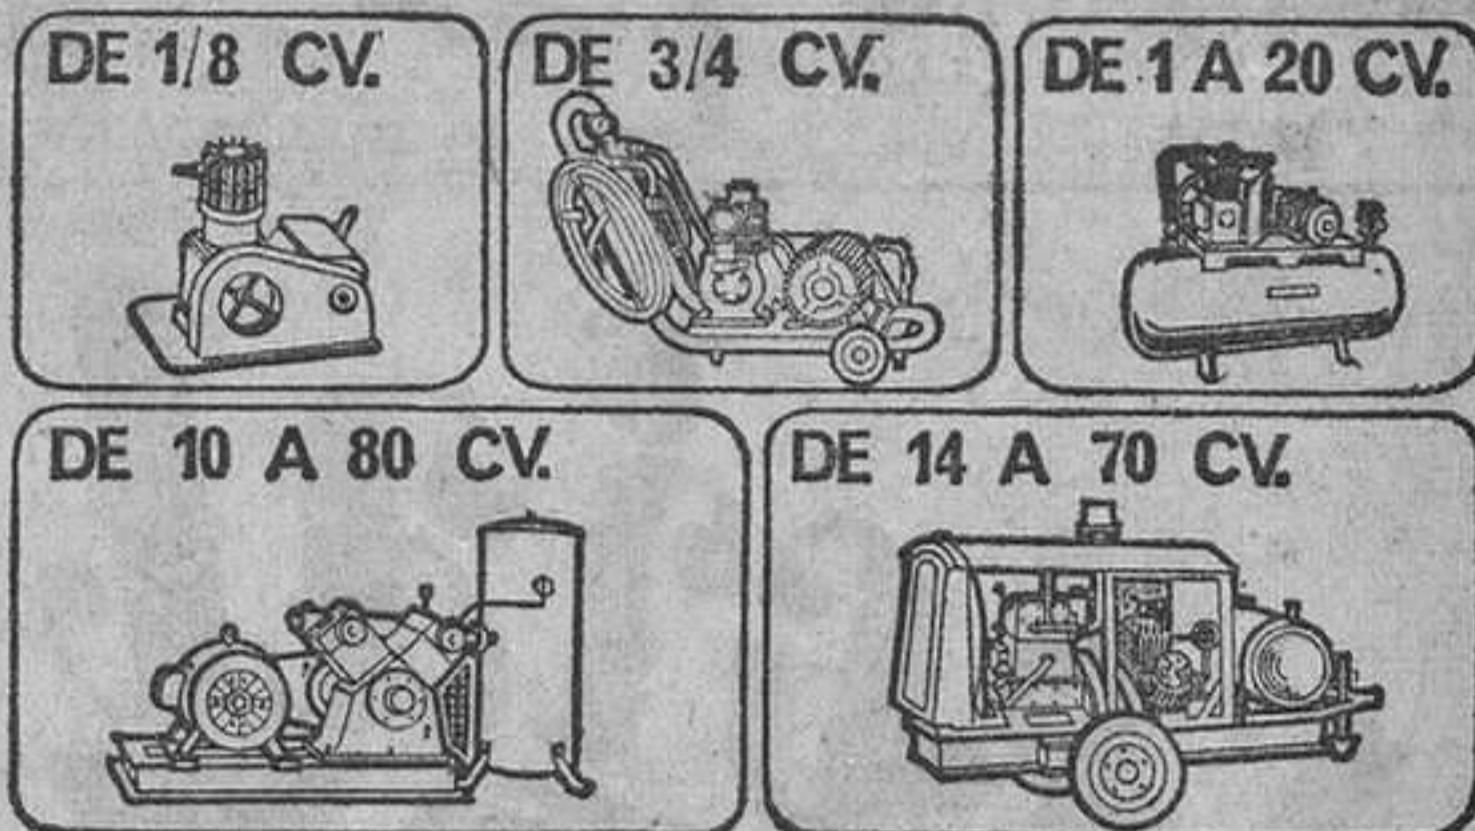 DE 1/8 CV.
DE 3/4 CV.
DE 1 A 20 CV.
DE 10 A 80 CV.
DE 14 A 70 CV.